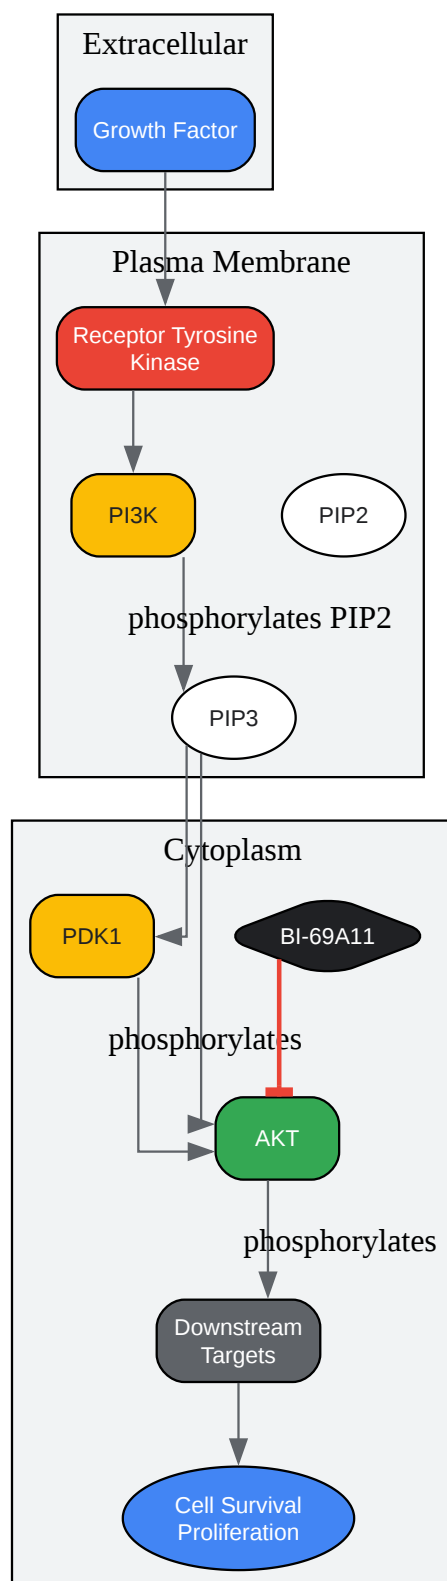 Extracellular
Growth Factor
Plasma Membrane
Receptor Tyrosine
Kinase
PI3K
PIP2
phosphorylates PIP2
PIP3
Cytoplasm
PDK1
BI-69A11
phosphorylates
AKT
phosphorylates
Downstream
Targets
Cell Survival
Proliferation